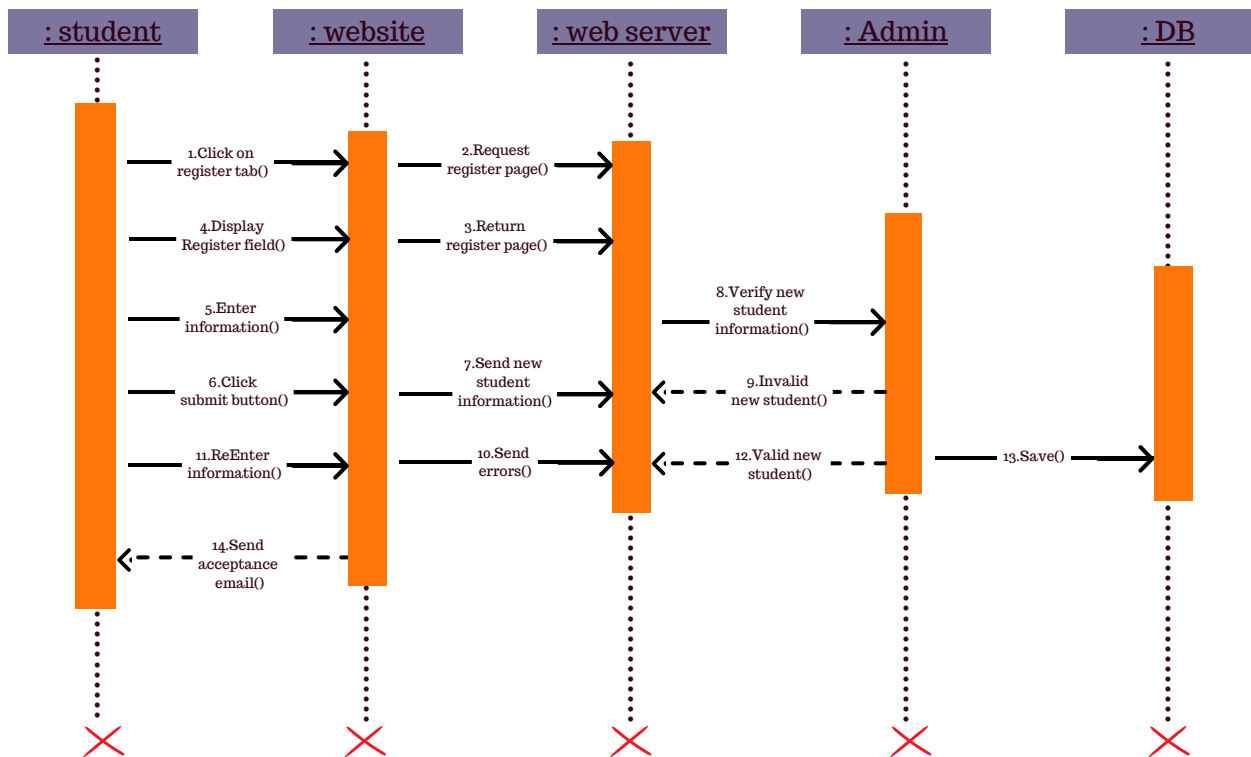 : student
: website
: web server
: Admin
: DB
1.Click on
register tab()
2.Request
register page()
4.Display
Register field()
3.Return
register page()
5.Enter
information()
8.Verify new
student
information()
6.Click
submit button()
7.Send new
student
information()
9.Invalid
new student()
11.ReEnter
information()
10.Send
errors()
12.Valid new
student()
13.Save()
14.Send
acceptance
email()